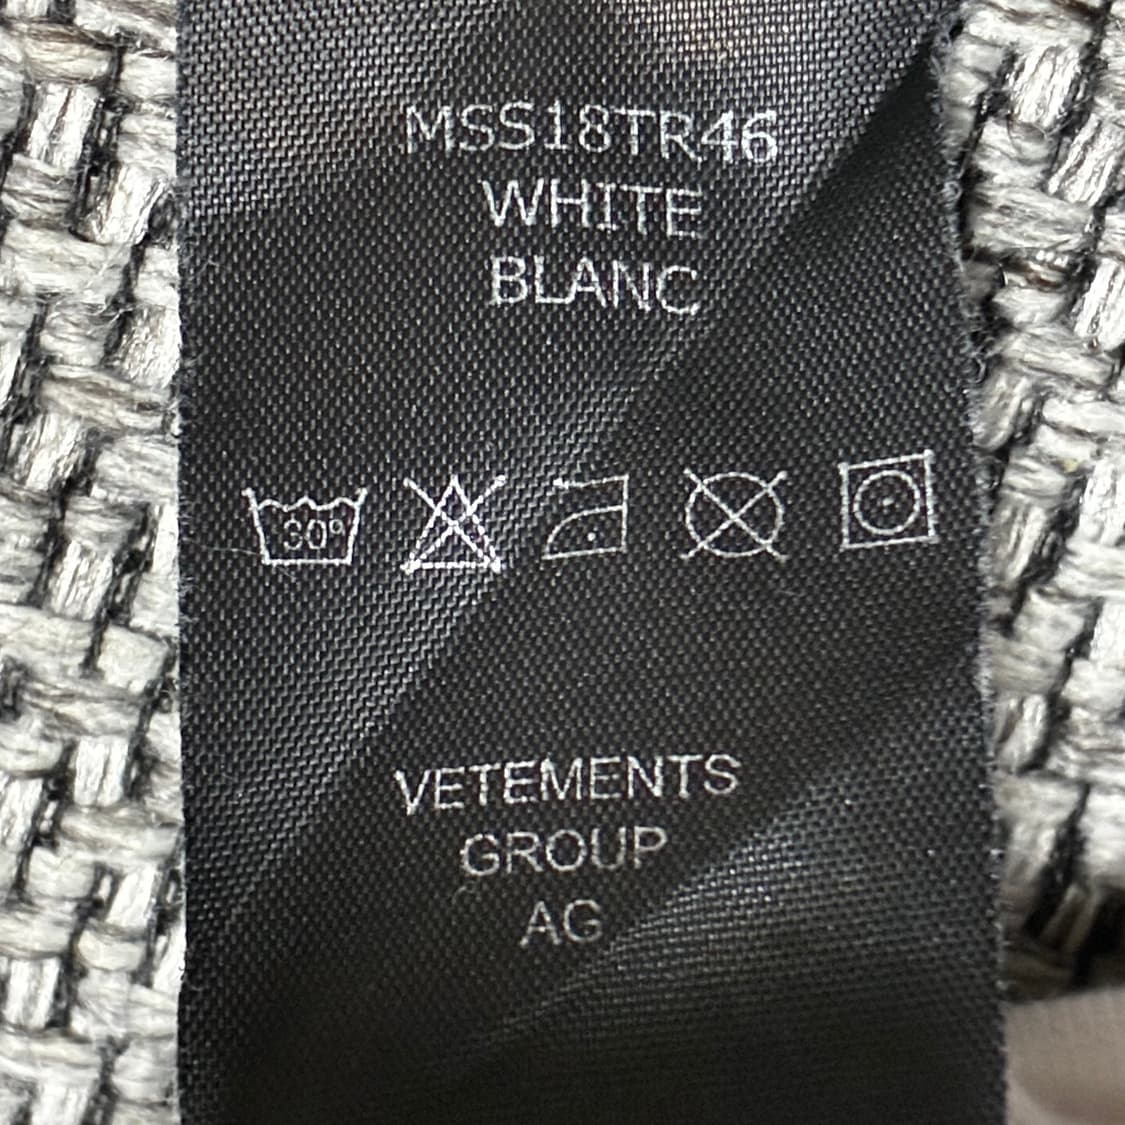 MSS18TR46
WHITE
BLANC
30°
VETEMENTS
GROUP
AG